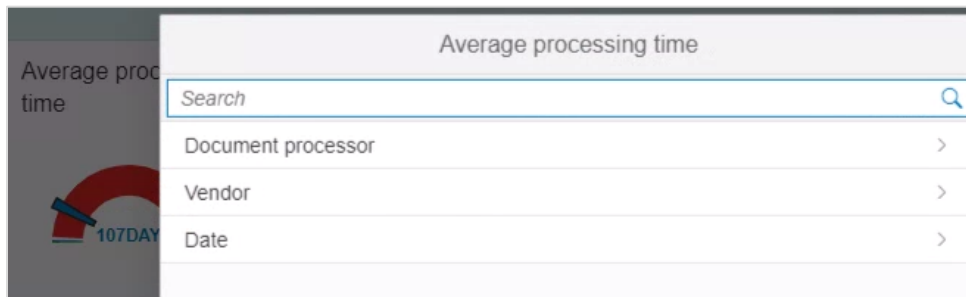 Average processing time
Average proc
time
Search
Document processor
Vendor
Date
107DAY